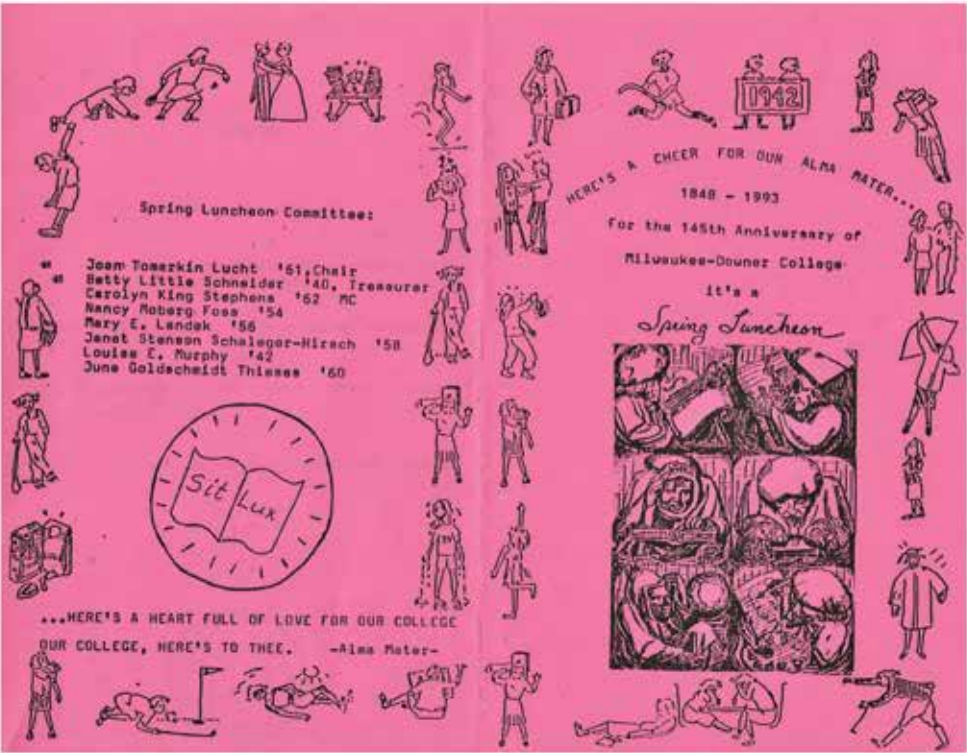 Spring Luncheon Committee:
Joan Tomarkin Lucht '61, Chair
Betty Little Schneider '40, Treasurer
Carolyn King Stephens '62 MC
Nancy Moberg Foss '54
Mary E. Landek '56
Janet Stenson Schaleger-Hirsch '58
Louise E. Murphy '42
June Goldschmidt Thieses '60
Sit Lux
...HERE'S A HEART FULL OF LOVE FOR OUR COLLEGE
OUR COLLEGE, HERE'S TO THEE. -Alma Mater-
1942
HERE'S A CHEER FOR OUR ALMA MATER...
1848 - 1993
For the 145th Anniversary of
Milwaukee-Downer College
it's a
Spring Luncheon